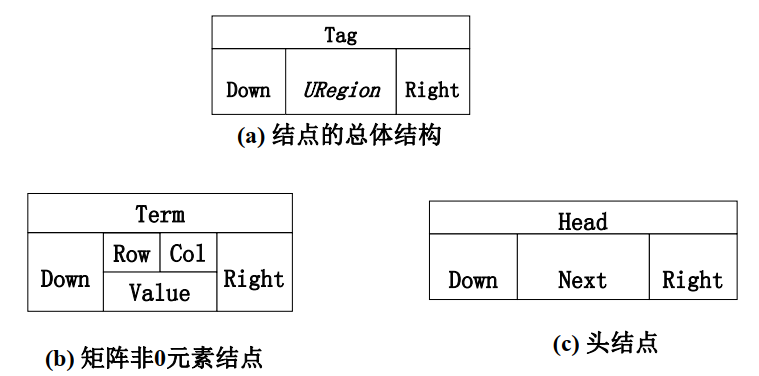 Tag
Down URegion Right
(a) 结点的总体结构
Term
Down Row Col Right
Value
(b) 矩阵非0元素结点
Head
Down Next Right
(c) 头结点